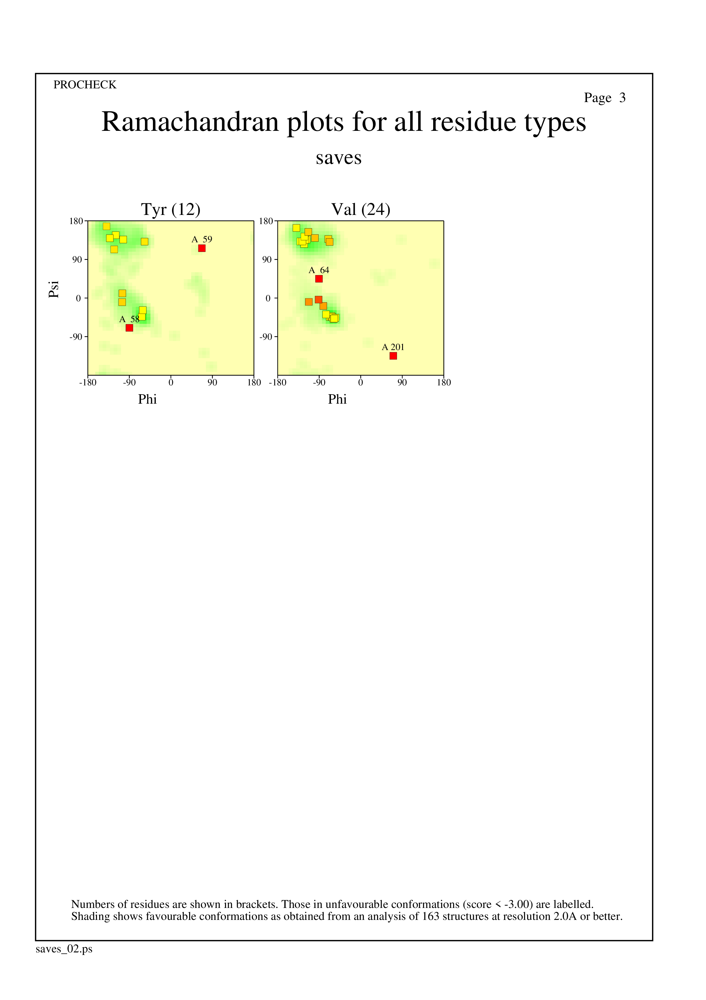 PROCHECK
Page 3
Ramachandran plots for all residue types
saves
Tyr (12)
Val (24)
180
90
0
-90
Psi
A 59
A 58
-180 -90 0 90 180
Phi
180
90
0
-90
A 64
A 201
-180 -90 0 90 180
Phi
Numbers of residues are shown in brackets. Those in unfavourable conformations (score < -3.00) are labelled.
Shading shows favourable conformations as obtained from an analysis of 163 structures at resolution 2.0A or better.
saves_02.ps